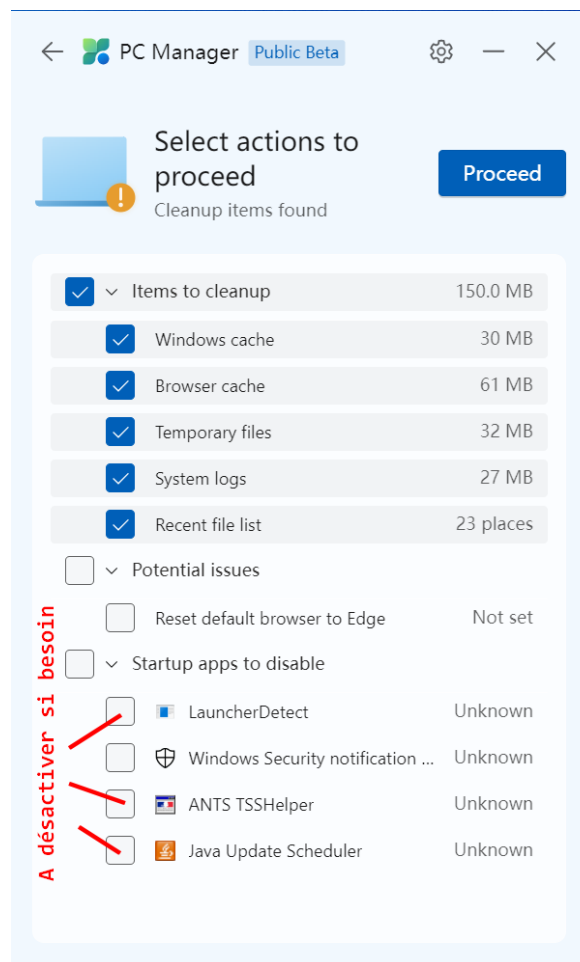 PC Manager Public Beta
Select actions to
proceed
Proceed
Cleanup items found
Items to cleanup 150.0 MB
Windows cache 30 MB
Browser cache 61 MB
Temporary files 32 MB
System logs 27 MB
Recent file list 23 places
Potential issues
Reset default browser to Edge Not set
Startup apps to disable
LauncherDetect Unknown
Windows Security notification ... Unknown
ANTS TSSHelper Unknown
Java Update Scheduler Unknown
A désactiver si besoin